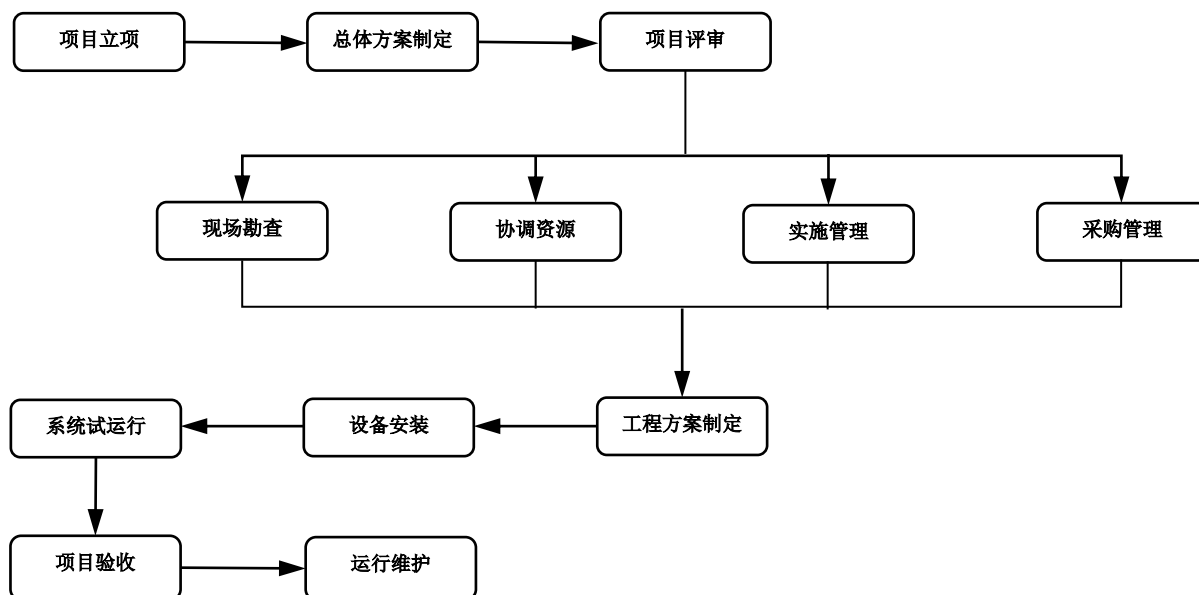 项目立项
总体方案制定
项目评审
现场勘查
协调资源
实施管理
采购管理
系统试运行
设备安装
工程方案制定
项目验收
运行维护